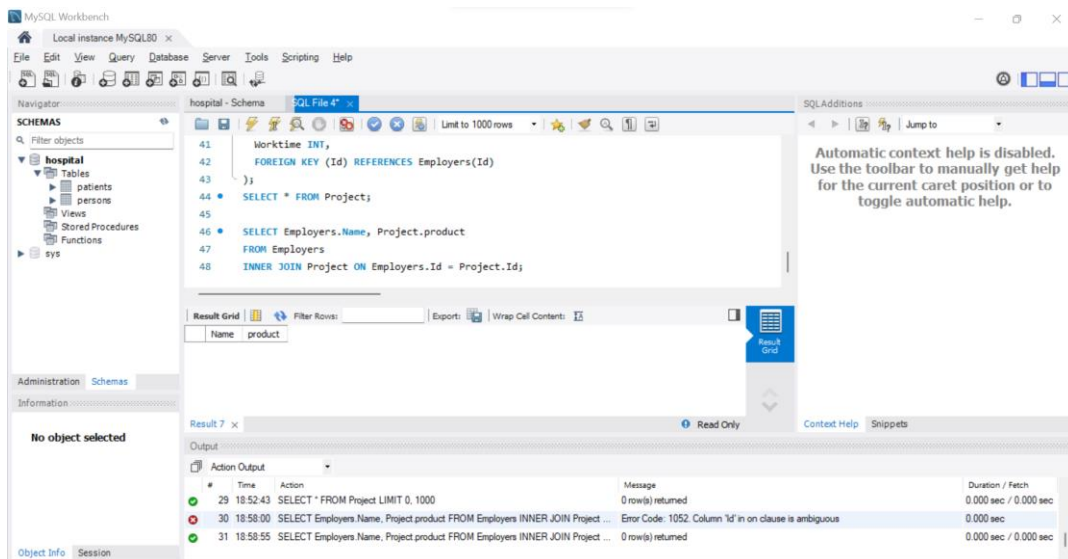 MySQL Workbench
Local instance MySQL80 ×
File Edit View Query Database Server Tools Scripting Help
Navigator
SCHEMAS
Filter objects
hospital
Tables
patients
persons
Views
Stored Procedures
Functions
sys
Administration Schemas
Information
No object selected
Object Info Session
hospital - Schema SQL File 4* ×
Limit to 1000 rows
41 Worktime INT,
42 FOREIGN KEY (Id) REFERENCES Employers(Id)
43 );
44 SELECT * FROM Project;
45
46 SELECT Employers.Name, Project.product
47 FROM Employers
48 INNER JOIN Project ON Employers.Id = Project.Id;
Result Grid Filter Rows: Export: Wrap Cell Content:
Name product
Result Grid
Result 7 × Read Only
SQLAdditions
Jump to
Automatic context help is disabled.
Use the toolbar to manually get help
for the current caret position or to
toggle automatic help.
Context Help Snippets
Output
Action Output
# Time Action Message Duration / Fetch
29 18:52:43 SELECT * FROM Project LIMIT 0, 1000 0 row(s) returned 0.000 sec / 0.000 sec
30 18:58:00 SELECT Employers.Name, Project.product FROM Employers INNER JOIN Project ... Error Code: 1052. Column 'Id' in on clause is ambiguous 0.000 sec
31 18:58:55 SELECT Employers.Name, Project.product FROM Employers INNER JOIN Project ... 0 row(s) returned 0.000 sec / 0.000 sec